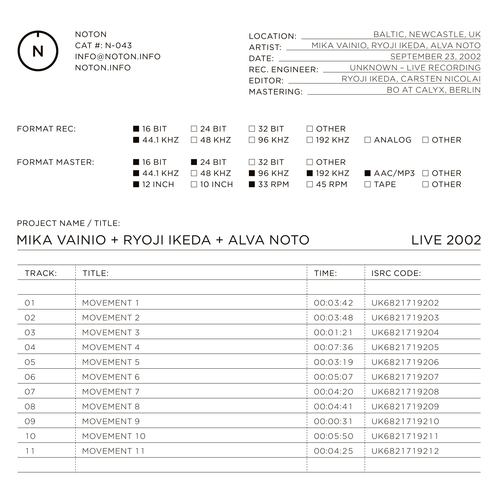 N
NOTON
CAT #: N-043
INFO@NOTON.INFO
NOTON.INFO
LOCATION: BALTIC, NEWCASTLE, UK
ARTIST: MIKA VAINIO, RYOJI IKEDA, ALVA NOTO
DATE: SEPTEMBER 23, 2002
REC. ENGINEER: UNKNOWN – LIVE RECORDING
EDITOR: RYOJI IKEDA, CARSTEN NICOLAI
MASTERING: BO AT CALYX, BERLIN
FORMAT REC: ■ 16 BIT □ 24 BIT □ 32 BIT □ OTHER
■ 44.1 KHZ □ 48 KHZ □ 96 KHZ □ 192 KHZ □ ANALOG □ OTHER
FORMAT MASTER: ■ 16 BIT ■ 24 BIT □ 32 BIT □ OTHER
■ 44.1 KHZ □ 48 KHZ ■ 96 KHZ ■ 192 KHZ ■ AAC/MP3 □ OTHER
■ 12 INCH □ 10 INCH ■ 33 RPM □ 45 RPM □ TAPE □ OTHER
PROJECT NAME / TITLE:
MIKA VAINIO + RYOJI IKEDA + ALVA NOTO LIVE 2002
TRACK: TITLE: TIME: ISRC CODE:
01 MOVEMENT 1 00:03:42 UK6821719202
02 MOVEMENT 2 00:03:48 UK6821719203
03 MOVEMENT 3 00:01:21 UK6821719204
04 MOVEMENT 4 00:07:36 UK6821719205
05 MOVEMENT 5 00:03:19 UK6821719206
06 MOVEMENT 6 00:05:07 UK6821719207
07 MOVEMENT 7 00:04:20 UK6821719208
08 MOVEMENT 8 00:04:41 UK6821719209
09 MOVEMENT 9 00:00:31 UK6821719210
10 MOVEMENT 10 00:05:50 UK6821719211
11 MOVEMENT 11 00:04:25 UK6821719212